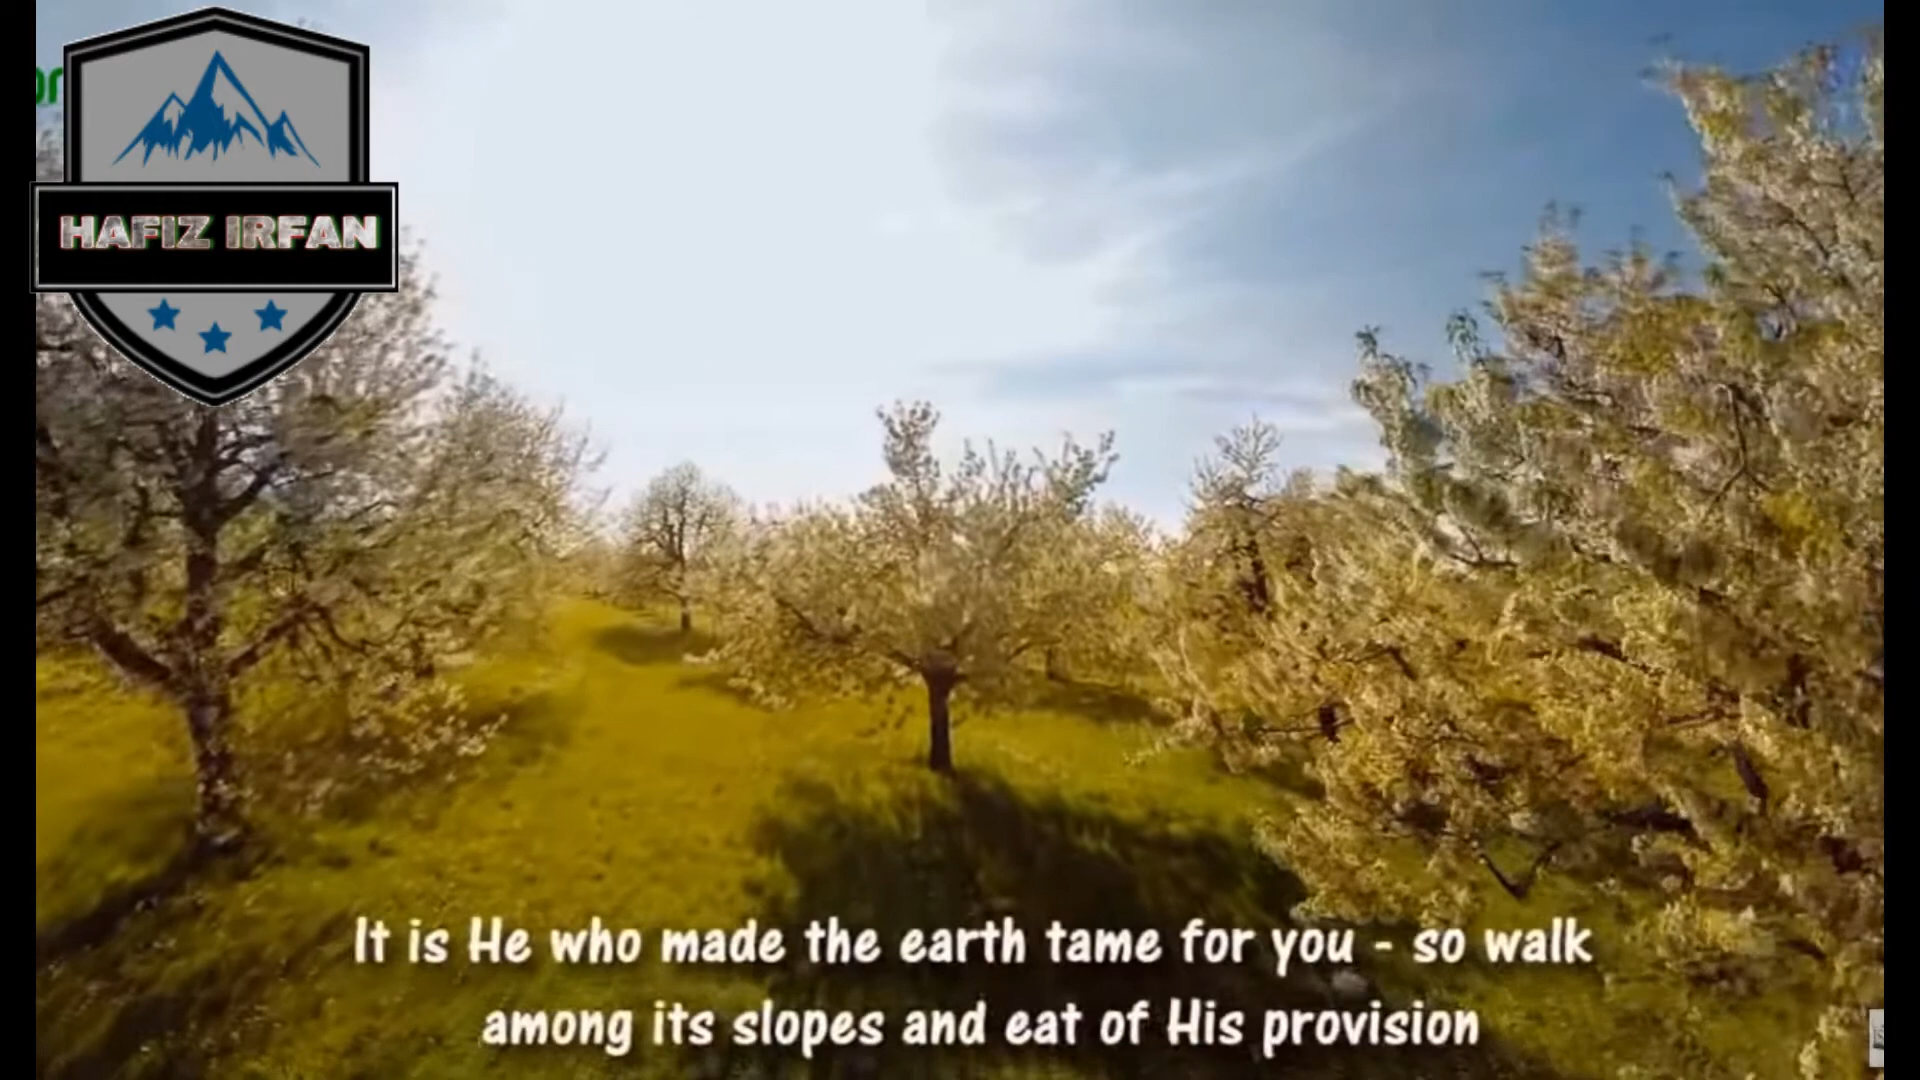 HAFIZ IRFAN
It is He who made the earth tame for you - so walk
among its slopes and eat of His provision